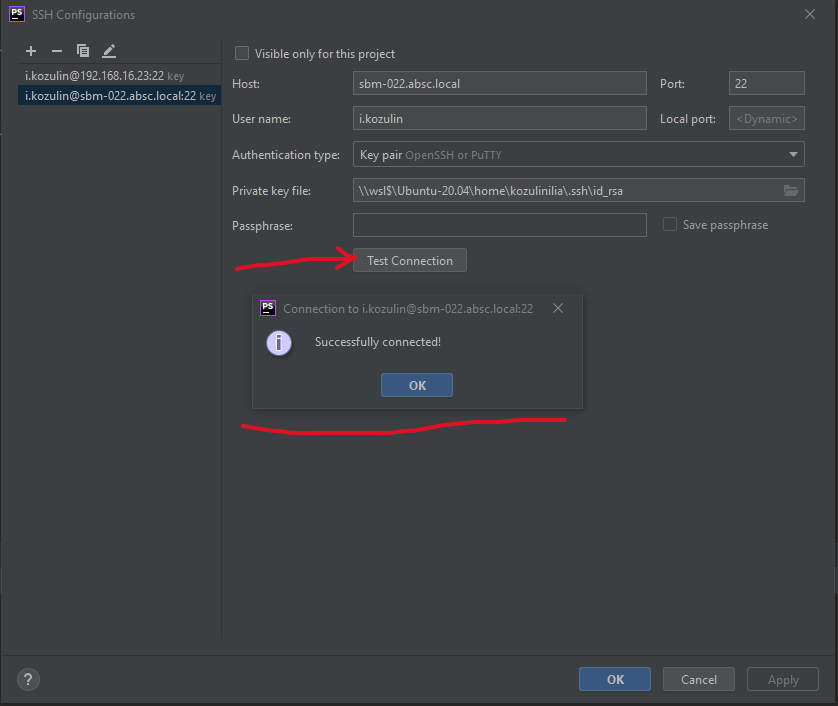 PS SSH Configurations
i.kozulin@192.168.16.23:22 key
i.kozulin@sbm-022.absc.local:22 key
Visible only for this project
Host: sbm-022.absc.local Port: 22
User name: i.kozulin Local port: <Dynamic>
Authentication type: Key pair OpenSSH or PuTTY
Private key file: \\wsl$\Ubuntu-20.04\home\kozulinilia\.ssh\id_rsa
Passphrase: Save passphrase
Test Connection
PS Connection to i.kozulin@sbm-022.absc.local:22
Successfully connected!
OK
? OK Cancel Apply